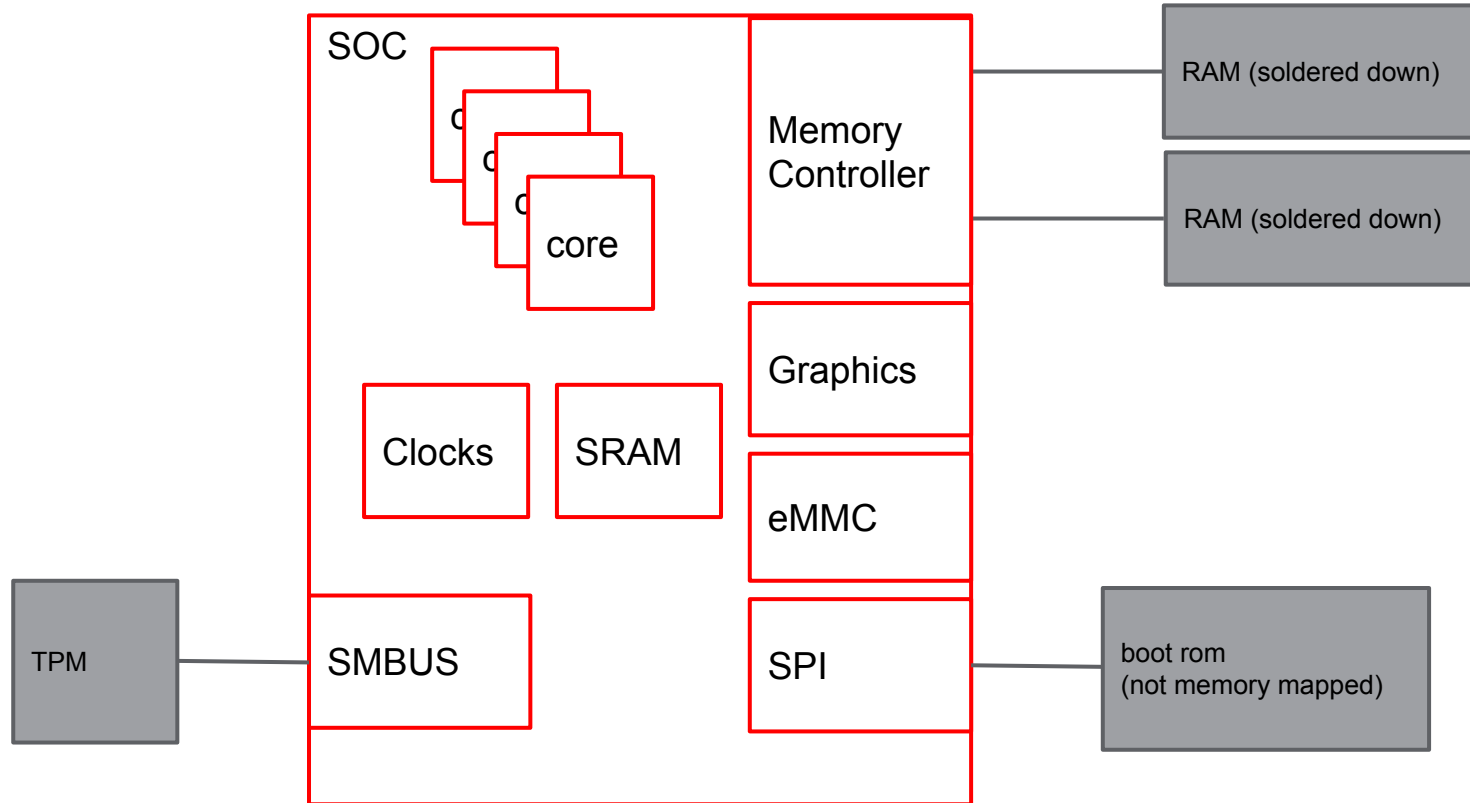 SOC
c
c
c
core
Memory
Controller
RAM (soldered down)
RAM (soldered down)
Graphics
Clocks
SRAM
eMMC
TPM
SMBUS
SPI
boot rom
(not memory mapped)